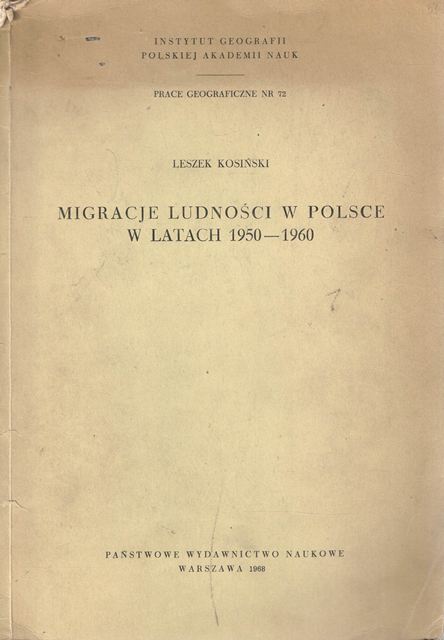 INSTYTUT GEOGRAFII
POLSKIEJ AKADEMII NAUK
PRACE GEOGRAFICZNE NR 72
LESZEK KOSIŃSKI
MIGRACJE LUDNOŚCI W POLSCE
W LATACH 1950—1960
PAŃSTWOWE WYDAWNICTWO NAUKOWE
WARSZAWA 1968